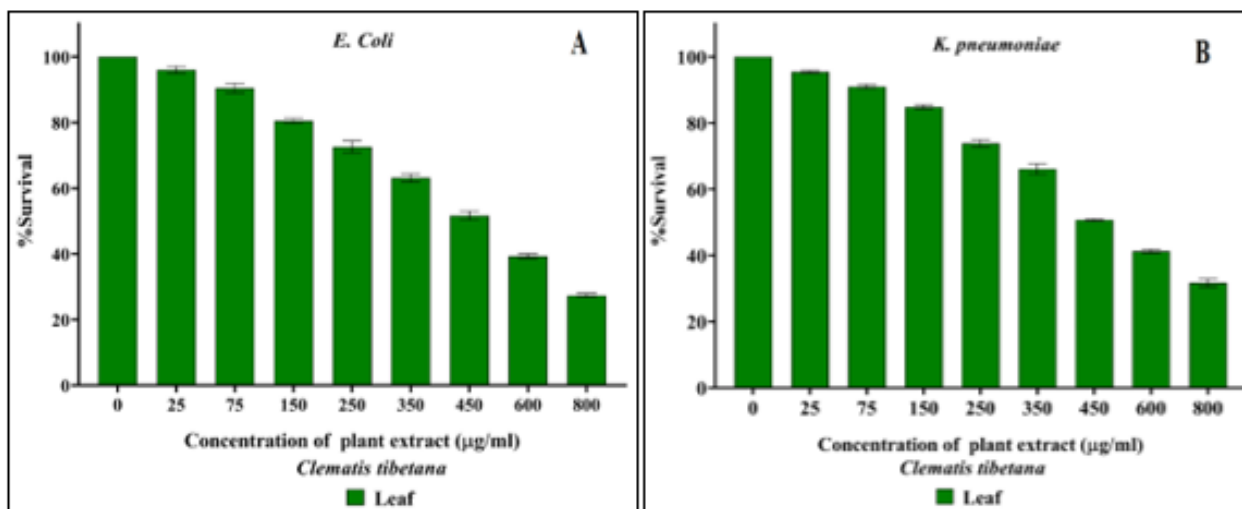 E. Coli
A
%Survival
100
80
60
40
20
0
0 25 75 150 250 350 450 600 800
Concentration of plant extract (µg/ml)
Clematis tibetana
Leaf
K. pneumoniae
B
%Survival
100
80
60
40
20
0
0 25 75 150 250 350 450 600 800
Concentration of plant extract (µg/ml)
Clematis tibetana
Leaf